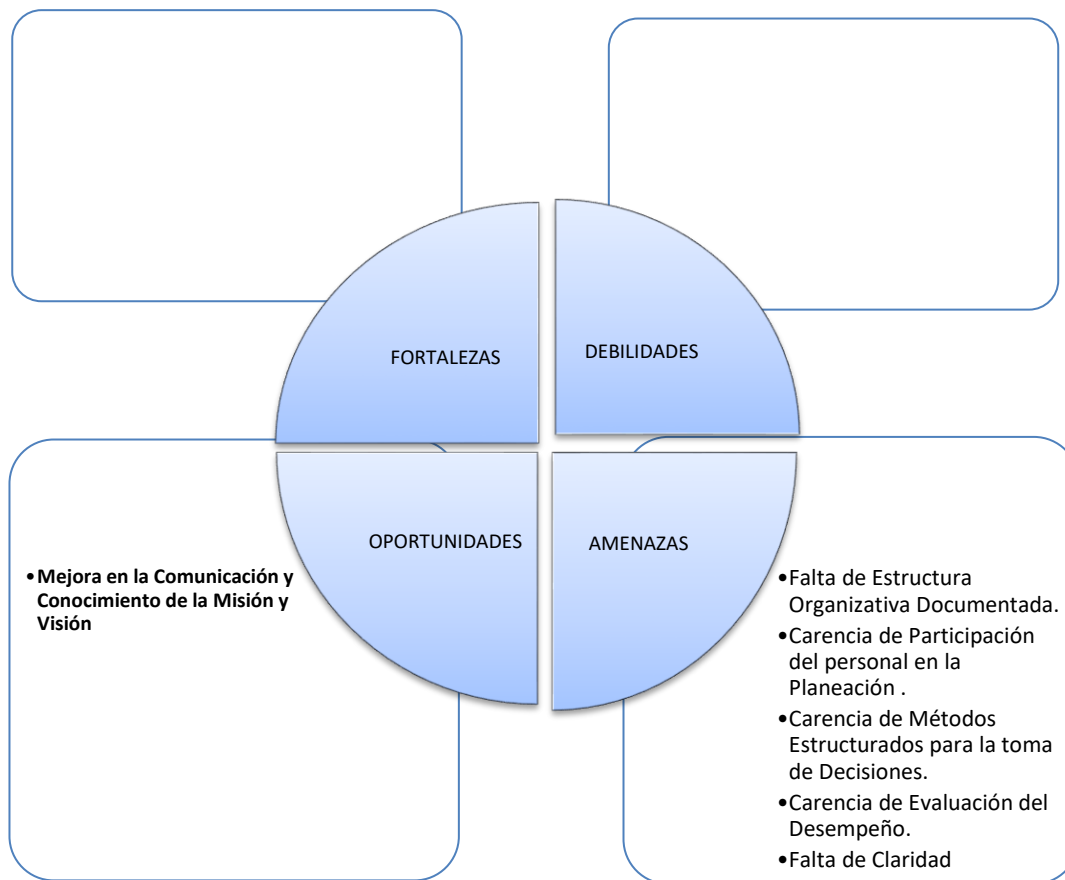 FORTALEZAS
DEBILIDADES
OPORTUNIDADES
AMENAZAS
•Mejora en la Comunicación y
Conocimiento de la Misión y
Visión
•Falta de Estructura
Organizativa Documentada.
•Carencia de Participación
del personal en la
Planeación .
•Carencia de Métodos
Estructurados para la toma
de Decisiones.
•Carencia de Evaluación del
Desempeño.
•Falta de Claridad